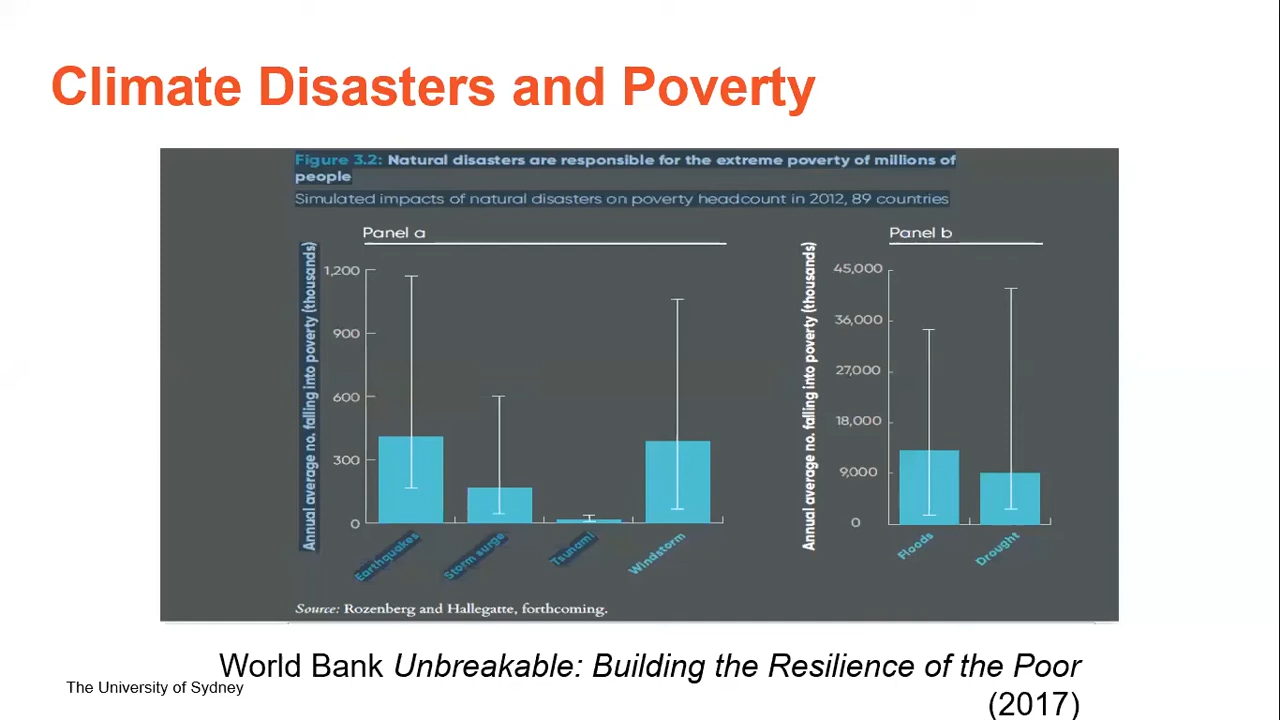 Climate Disasters and Poverty
Figure 3.2: Natural disasters are responsible for the extreme poverty of millions of
people
Simulated impacts of natural disasters on poverty headcount in 2012, 89 countries
Panel a
Annual average no. falling into poverty (thousands)
1,200
900
600
300
0
Earthquakes
Storm surge
Tsunami
Windstorm
Panel b
Annual average no. falling into poverty (thousands)
45,000
36,000
27,000
18,000
9,000
0
Floods
Drought
Source: Rozenberg and Hallegatte, forthcoming.
World Bank Unbreakable: Building the Resilience of the Poor
(2017)
The University of Sydney